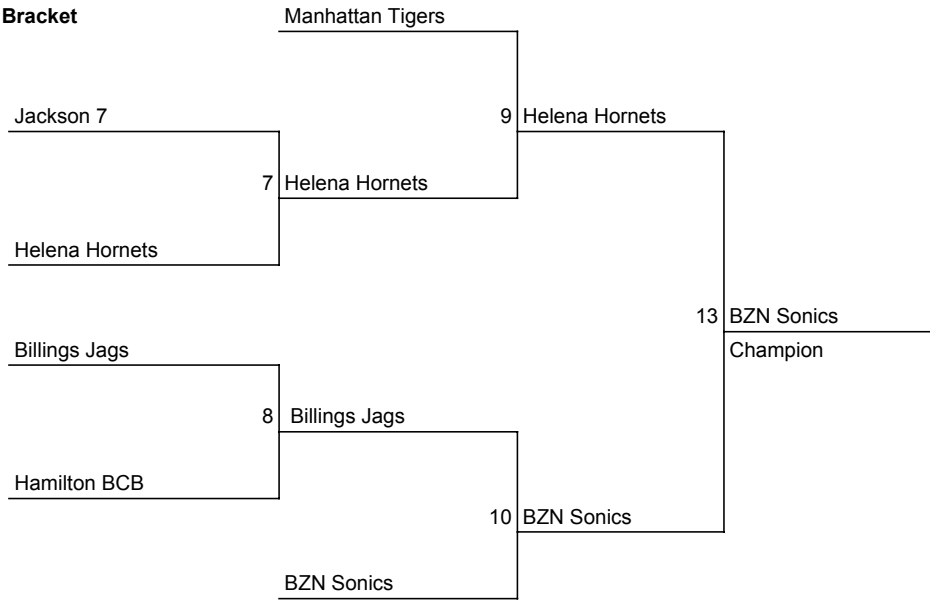 Bracket
Manhattan Tigers
Jackson 7
9 Helena Hornets
7 Helena Hornets
Helena Hornets
13 BZN Sonics
Billings Jags
Champion
8 Billings Jags
Hamilton BCB
10 BZN Sonics
BZN Sonics